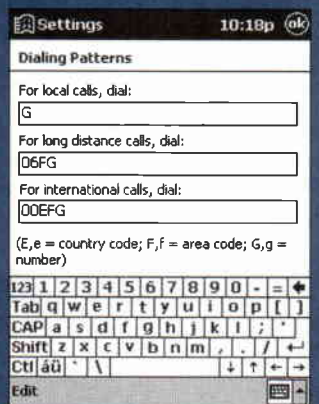 Settings 10:18p ok
Dialing Patterns
For local calls, dial:
G
For long distance calls, dial:
06FG
For international calls, dial:
00EFG
(E,e = country code; F,f = area code; G,g =
number)
123 1 2 3 4 5 6 7 8 9 0 - =
Tab q w e r t y u i o p [ ]
CAP a s d f g h j k l ; '
Shift z x c v b n m , . /
Ctl áü ` \
Edit